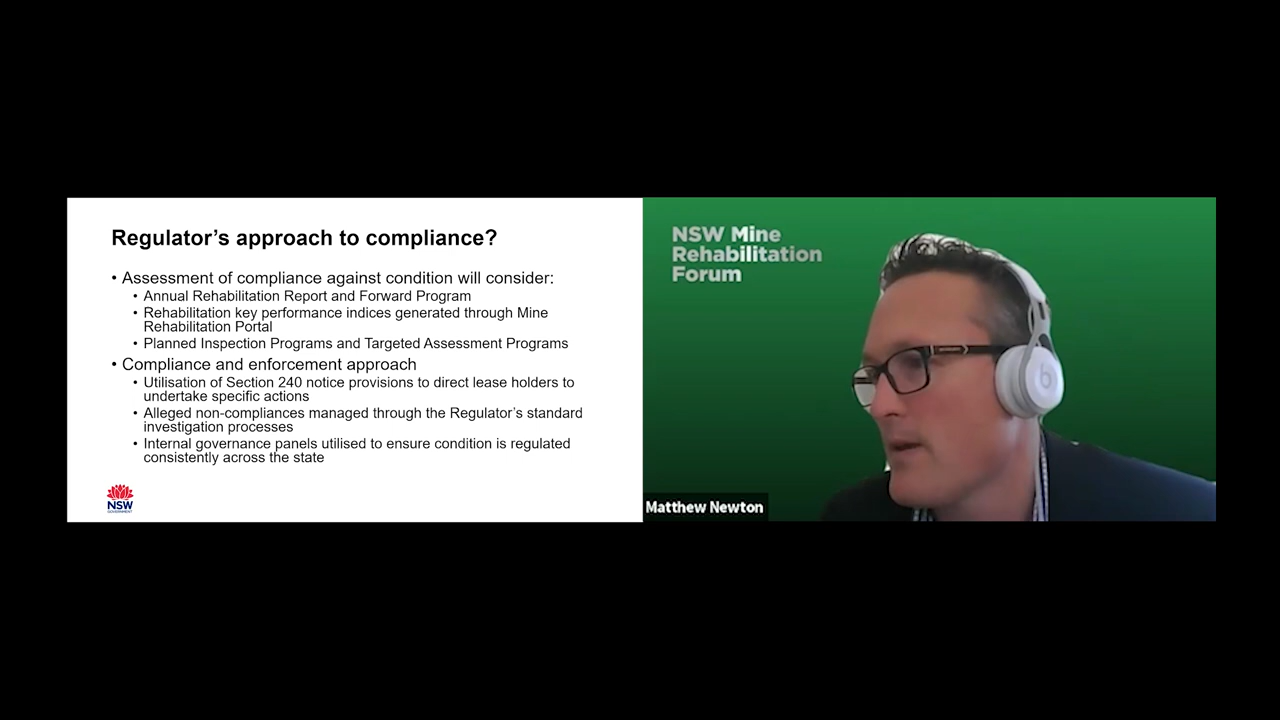 Regulator's approach to compliance?
• Assessment of compliance against condition will consider:
• Annual Rehabilitation Report and Forward Program
• Rehabilitation key performance indices generated through Mine
Rehabilitation Portal
• Planned Inspection Programs and Targeted Assessment Programs
• Compliance and enforcement approach
• Utilisation of Section 240 notice provisions to direct lease holders to
undertake specific actions
• Alleged non-compliances managed through the Regulator's standard
investigation processes
• Internal governance panels utilised to ensure condition is regulated
consistently across the state
NSW
GOVERNMENT
NSW Mine
Rehabilitation
Forum
Matthew Newton